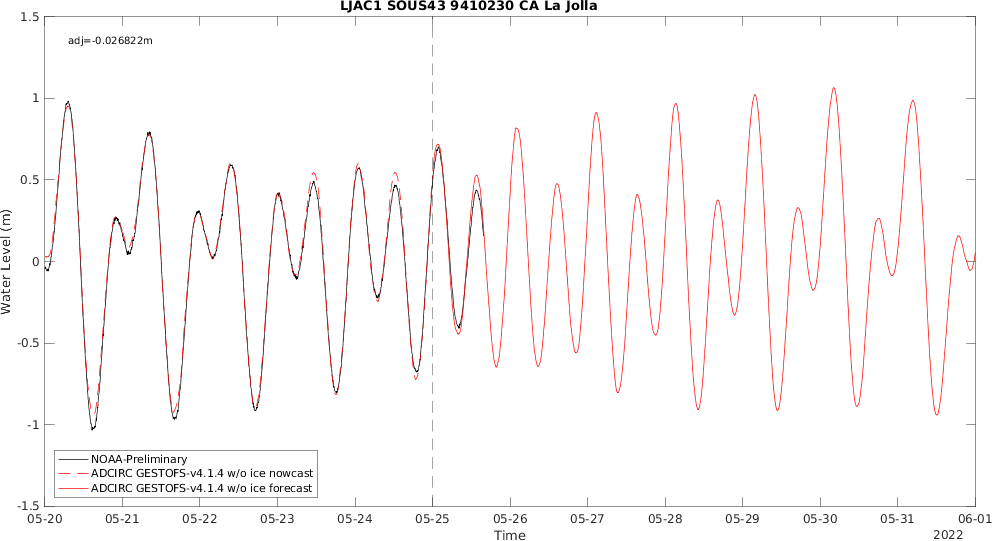 LJAC1 SOUS43 9410230 CA La Jolla
adj=-0.026822m
1.5
1
0.5
0
-0.5
-1
-1.5
Water Level (m)
NOAA-Preliminary
ADCIRC GESTOFS-v4.1.4 w/o ice nowcast
ADCIRC GESTOFS-v4.1.4 w/o ice forecast
05-20 05-21 05-22 05-23 05-24 05-25 05-26 05-27 05-28 05-29 05-30 05-31 06-01
Time
2022